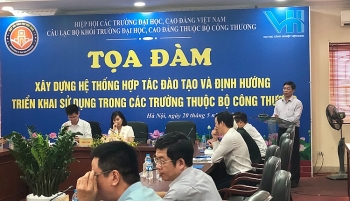 HIỆP HỘI CÁC TRƯỜNG ĐẠI HỌC, CAO ĐẲNG VIỆT NAM
CÂU LẠC BỘ KHỐI TRƯỜNG ĐẠI HỌC, CAO ĐẲNG THUỘC BỘ CÔNG THƯƠNG
TỌA ĐÀM
XÂY DỰNG HỆ THỐNG HỢP TÁC ĐÀO TẠO VÀ ĐỊNH HƯỚNG
TRIỂN KHAI SỬ DỤNG TRONG CÁC TRƯỜNG THUỘC BỘ CÔNG THƯƠNG
Hà Nội, ngày 20 tháng 5